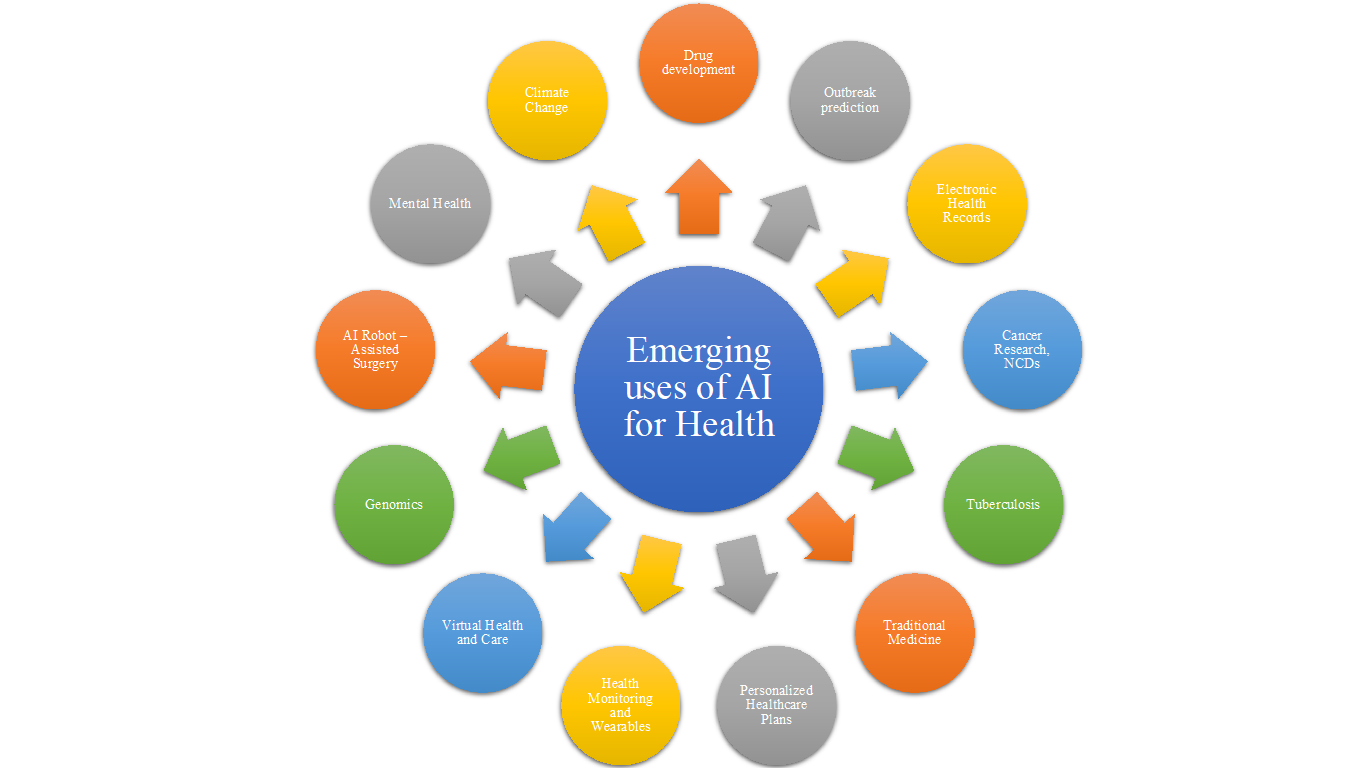 Drug
development
Outbreak
prediction
Electronic
Health
Records
Cancer
Research,
NCDs
Tuberculosis
Traditional
Medicine
Personalized
Healthcare
Plans
Health
Monitoring
and
Wearables
Virtual Health
and Care
Genomics
AI Robot –
Assisted
Surgery
Mental Health
Climate
Change
Emerging
uses of AI
for Health